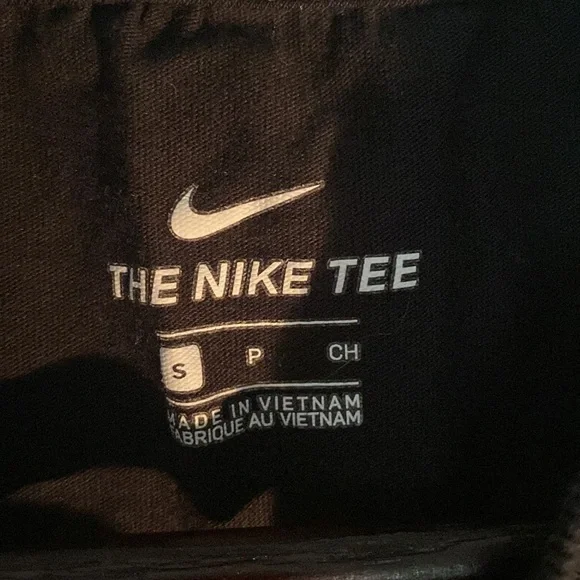 THE NIKE TEE
S P CH
MADE IN VIETNAM
FABRIQUE AU VIETNAM